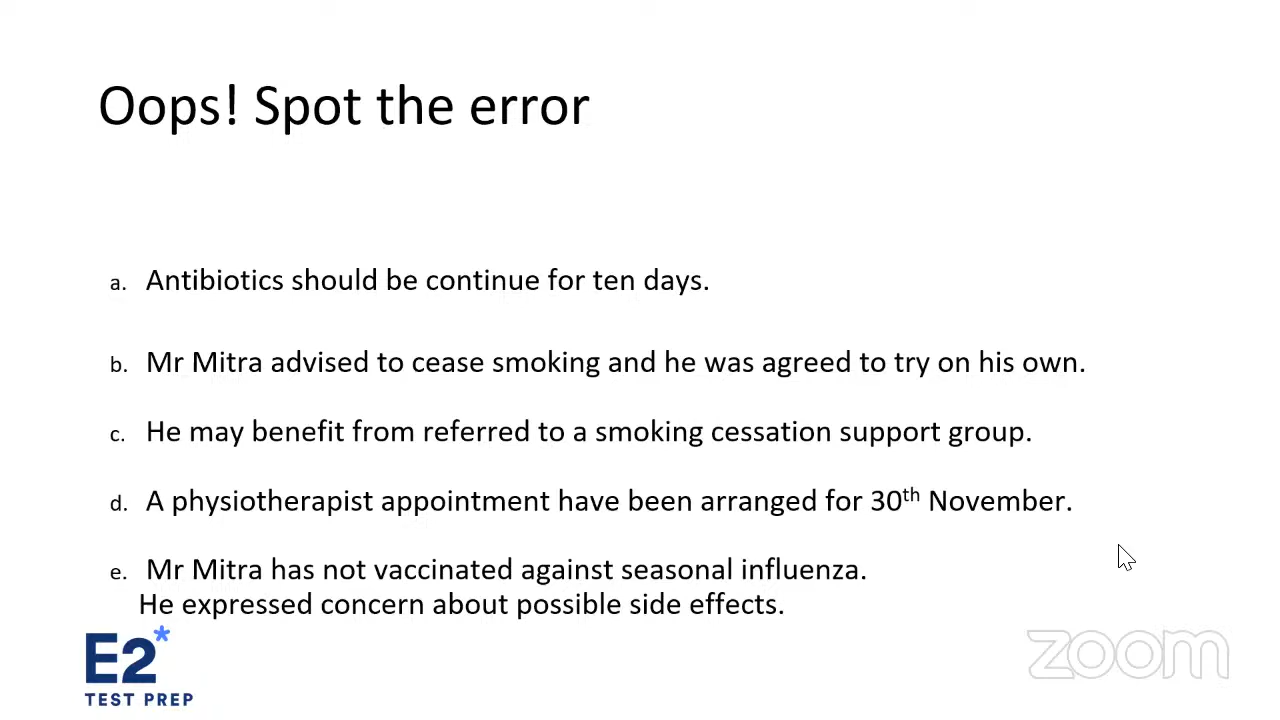 Oops! Spot the error
a. Antibiotics should be continue for ten days.
b. Mr Mitra advised to cease smoking and he was agreed to try on his own.
c. He may benefit from referred to a smoking cessation support group.
d. A physiotherapist appointment have been arranged for 30th November.
e. Mr Mitra has not vaccinated against seasonal influenza.
He expressed concern about possible side effects.
E2*
TEST PREP
zoom